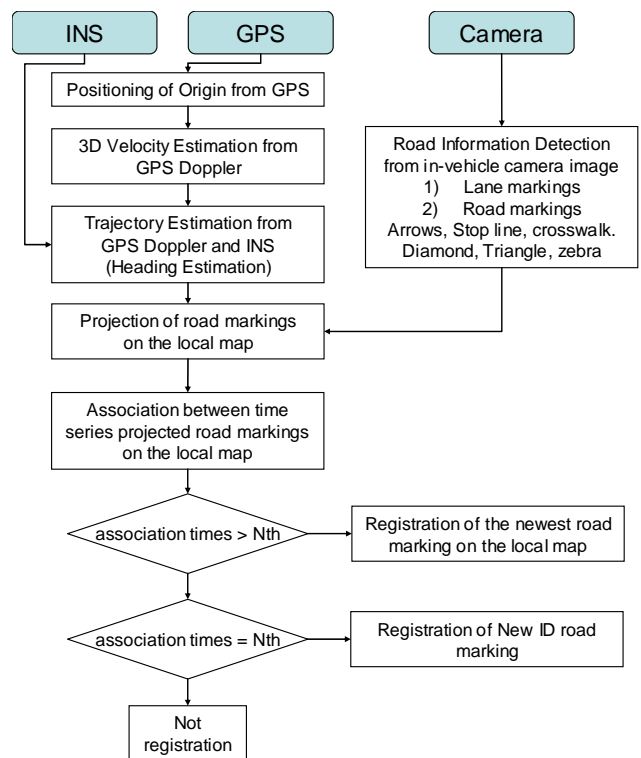 INS
GPS
Camera
Positioning of Origin from GPS
3D Velocity Estimation from
GPS Doppler
Trajectory Estimation from
GPS Doppler and INS
(Heading Estimation)
Road Information Detection
from in-vehicle camera image
1) Lane markings
2) Road markings
Arrows, Stop line, crosswalk.
Diamond, Triangle, zebra
Projection of road markings
on the local map
Association between time
series projected road markings
on the local map
association times > Nth
Registration of the newest road
marking on the local map
association times = Nth
Registration of New ID road
marking
Not
registration